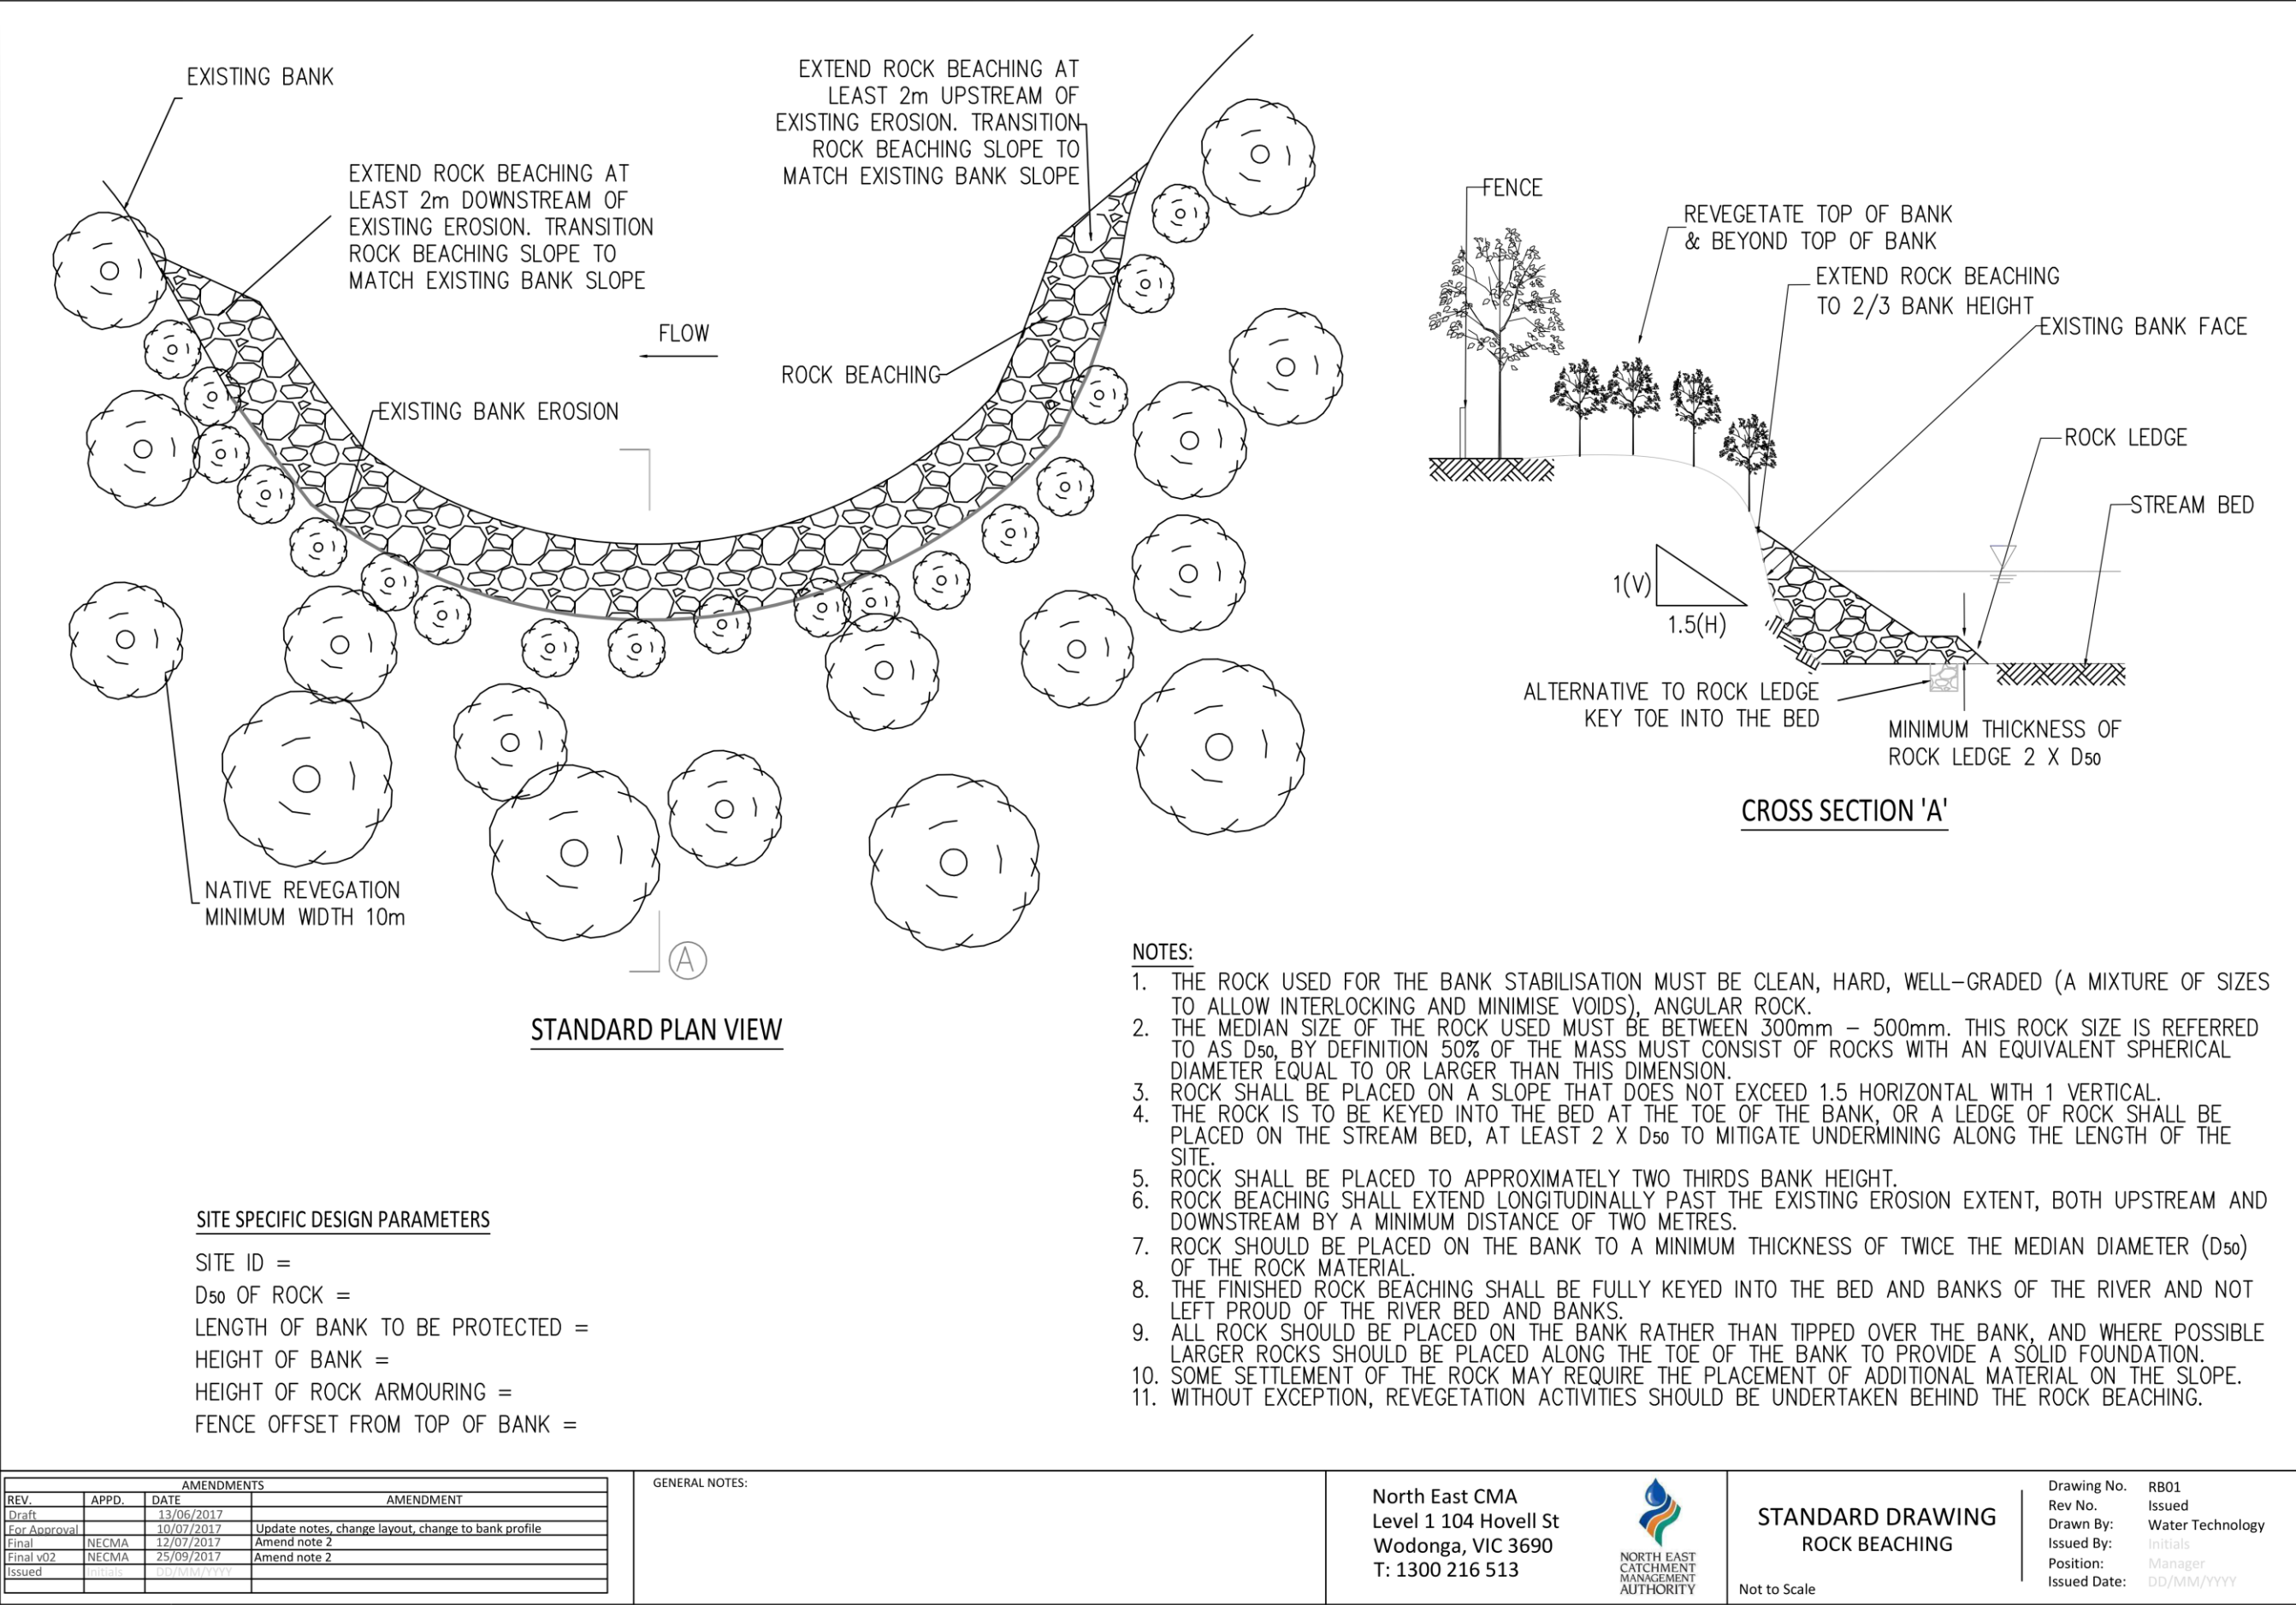 EXISTING BANK
EXTEND ROCK BEACHING AT
LEAST 2m DOWNSTREAM OF
EXISTING EROSION. TRANSITION
ROCK BEACHING SLOPE TO
MATCH EXISTING BANK SLOPE
EXTEND ROCK BEACHING AT
LEAST 2m UPSTREAM OF
EXISTING EROSION. TRANSITION
ROCK BEACHING SLOPE TO
MATCH EXISTING BANK SLOPE
FLOW
ROCK BEACHING
EXISTING BANK EROSION
NATIVE REVEGATION
MINIMUM WIDTH 10m
A
STANDARD PLAN VIEW
FENCE
REVEGETATE TOP OF BANK
& BEYOND TOP OF BANK
EXTEND ROCK BEACHING
TO 2/3 BANK HEIGHT
EXISTING BANK FACE
ROCK LEDGE
STREAM BED
1(V)
1.5(H)
ALTERNATIVE TO ROCK LEDGE
KEY TOE INTO THE BED
MINIMUM THICKNESS OF
ROCK LEDGE 2 X D50
CROSS SECTION 'A'
NOTES:
1. THE ROCK USED FOR THE BANK STABILISATION MUST BE CLEAN, HARD, WELL-GRADED (A MIXTURE OF SIZES
TO ALLOW INTERLOCKING AND MINIMISE VOIDS), ANGULAR ROCK.
2. THE MEDIAN SIZE OF THE ROCK USED MUST BE BETWEEN 300mm - 500mm. THIS ROCK SIZE IS REFERRED
TO AS D50, BY DEFINITION 50% OF THE MASS MUST CONSIST OF ROCKS WITH AN EQUIVALENT SPHERICAL
DIAMETER EQUAL TO OR LARGER THAN THIS DIMENSION.
3. ROCK SHALL BE PLACED ON A SLOPE THAT DOES NOT EXCEED 1.5 HORIZONTAL WITH 1 VERTICAL.
4. THE ROCK IS TO BE KEYED INTO THE BED AT THE TOE OF THE BANK, OR A LEDGE OF ROCK SHALL BE
PLACED ON THE STREAM BED, AT LEAST 2 X D50 TO MITIGATE UNDERMINING ALONG THE LENGTH OF THE
SITE.
5. ROCK SHALL BE PLACED TO APPROXIMATELY TWO THIRDS BANK HEIGHT.
6. ROCK BEACHING SHALL EXTEND LONGITUDINALLY PAST THE EXISTING EROSION EXTENT, BOTH UPSTREAM AND
DOWNSTREAM BY A MINIMUM DISTANCE OF TWO METRES.
7. ROCK SHOULD BE PLACED ON THE BANK TO A MINIMUM THICKNESS OF TWICE THE MEDIAN DIAMETER (D50)
OF THE ROCK MATERIAL.
8. THE FINISHED ROCK BEACHING SHALL BE FULLY KEYED INTO THE BED AND BANKS OF THE RIVER AND NOT
LEFT PROUD OF THE RIVER BED AND BANKS.
9. ALL ROCK SHOULD BE PLACED ON THE BANK RATHER THAN TIPPED OVER THE BANK, AND WHERE POSSIBLE
LARGER ROCKS SHOULD BE PLACED ALONG THE TOE OF THE BANK TO PROVIDE A SOLID FOUNDATION.
10. SOME SETTLEMENT OF THE ROCK MAY REQUIRE THE PLACEMENT OF ADDITIONAL MATERIAL ON THE SLOPE.
11. WITHOUT EXCEPTION, REVEGETATION ACTIVITIES SHOULD BE UNDERTAKEN BEHIND THE ROCK BEACHING.
SITE SPECIFIC DESIGN PARAMETERS
SITE ID =
D50 OF ROCK =
LENGTH OF BANK TO BE PROTECTED =
HEIGHT OF BANK =
HEIGHT OF ROCK ARMOURING =
FENCE OFFSET FROM TOP OF BANK =
AMENDMENTS
REV. APPD. DATE AMENDMENT
Draft 13/06/2017
For Approval 10/07/2017 Update notes, change layout, change to bank profile
Final NECMA 12/07/2017 Amend note 2
Final v02 NECMA 25/09/2017 Amend note 2
Issued Initials DD/MM/YYYY
GENERAL NOTES:
North East CMA
Level 1 104 Hovell St
Wodonga, VIC 3690
T: 1300 216 513
NORTH EAST
CATCHMENT
MANAGEMENT
AUTHORITY
STANDARD DRAWING
ROCK BEACHING
Not to Scale
Drawing No. RB01
Rev No. Issued
Drawn By: Water Technology
Issued By: Initials
Position: Manager
Issued Date: DD/MM/YYYY